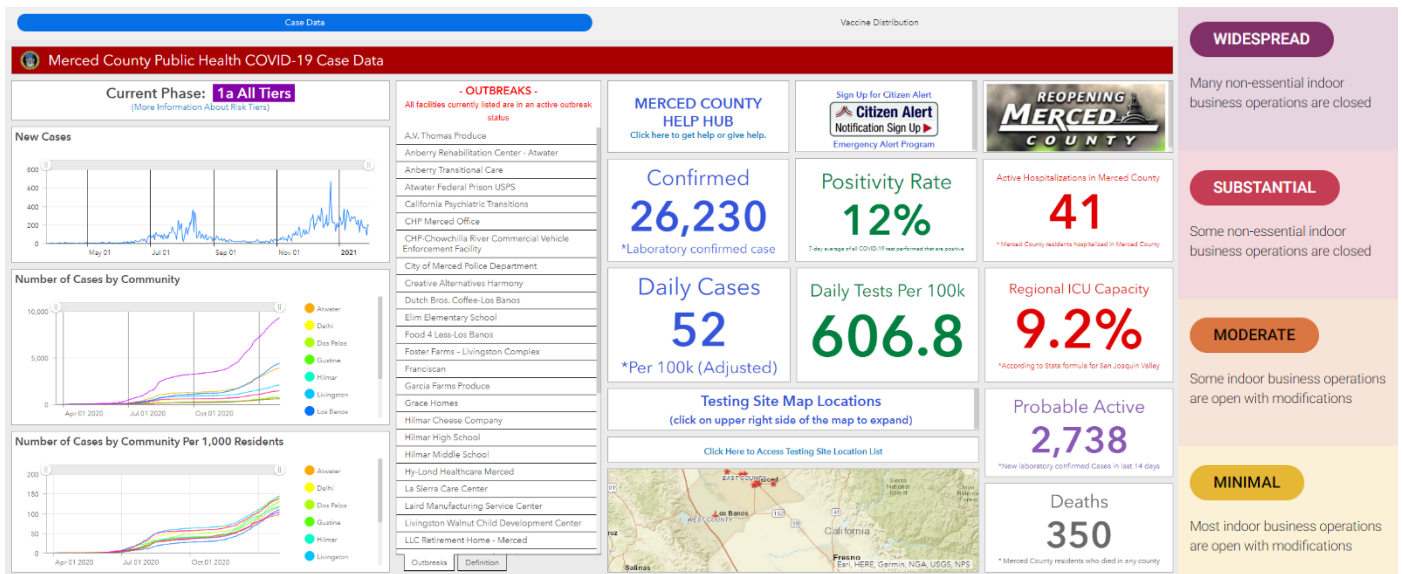 Case Data
Vaccine Distribution
Merced County Public Health COVID-19 Case Data
Current Phase: 1a All Tiers
(More Information About Risk Tiers)
New Cases
800
600
400
200
0
May 01
Jul 01
Sep 01
Nov 01
2021
Number of Cases by Community
10,000
5,000
0
Apr 01 2020
Jul 01 2020
Oct 01 2020
Atwater
Delhi
Dos Palos
Gustine
Hilmar
Livingston
Los Banos
Number of Cases by Community Per 1,000 Residents
200
150
100
50
0
Apr 01 2020
Jul 01 2020
Oct 01 2020
Atwater
Delhi
Dos Palos
Gustine
Hilmar
Livingston
- OUTBREAKS -
All facilities currently listed are in an active outbreak
status
A.V. Thomas Produce
Anberry Rehabilitation Center - Atwater
Anberry Transitional Care
Atwater Federal Prison USPS
California Psychiatric Transitions
CHP Merced Office
CHP-Chowchilla River Commercial Vehicle
Enforcement Facility
City of Merced Police Department
Creative Alternatives Harmony
Dutch Bros. Coffee-Los Banos
Elim Elementary School
Food 4 Less-Los Banos
Foster Farms - Livingston Complex
Franciscan
Garcia Farms Produce
Grace Homes
Hilmar Cheese Company
Hilmar High School
Hilmar Middle School
Hy-Lond Healthcare Merced
La Sierra Care Center
Laird Manufacturing Service Center
Livingston Walnut Child Development Center
LLC Retirement Home - Merced
Outbreaks
Definition
MERCED COUNTY
HELP HUB
Click here to get help or give help.
Sign Up for Citizen Alert
Citizen Alert
Notification Sign Up
Emergency Alert Program
REOPENING
MERCED
COUNTY
Confirmed
26,230
*Laboratory confirmed case
Positivity Rate
12%
7-day average of all COVID-19 test performed that are positive
Active Hospitalizations in Merced County
41
* Merced County residents hospitalized in Merced County
Daily Cases
52
*Per 100k (Adjusted)
Daily Tests Per 100k
606.8
Regional ICU Capacity
9.2%
*According to State formula for San Joaquin Valley
Testing Site Map Locations
(click on upper right side of the map to expand)
Click Here to Access Testing Site Location List
EAST COUNTY
Merced
Los Banos
WEST COUNTY
152
41
California
Sierra
National
Forest
Fresno
Salinas
Esri, HERE, Garmin, NGA, USGS, NPS
Probable Active
2,738
*New laboratory confirmed Cases in last 14 days
Deaths
350
* Merced County residents who died in any county
WIDESPREAD
Many non-essential indoor
business operations are closed
SUBSTANTIAL
Some non-essential indoor
business operations are closed
MODERATE
Some indoor business operations
are open with modifications
MINIMAL
Most indoor business operations
are open with modifications